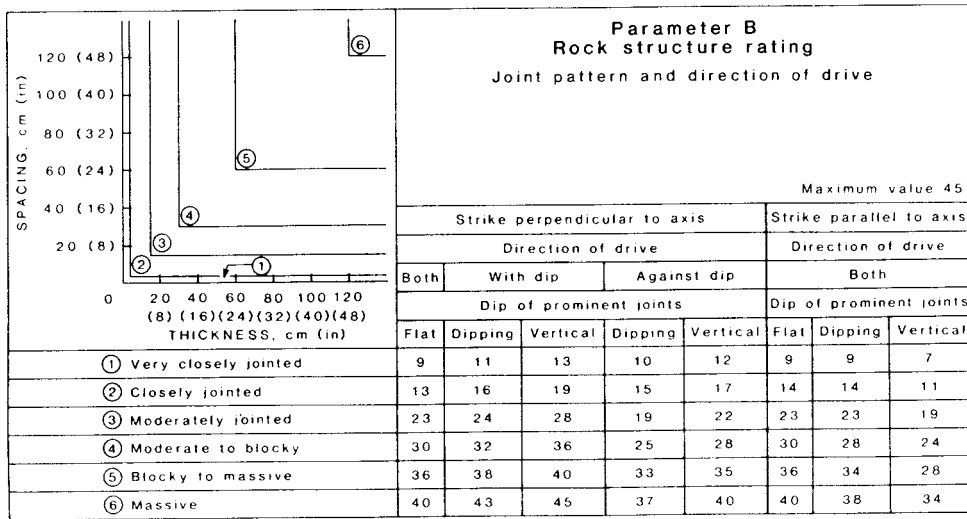 Parameter B
Rock structure rating
Joint pattern and direction of drive
Maximum value 45
SPACING, cm (in)
120 (48)
100 (40)
80 (32)
60 (24)
40 (16)
20 (8)
0 20 40 60 80 100 120
(8) (16) (24) (32) (40) (48)
THICKNESS, cm (in)
6
5
4
3
2
1
Strike perpendicular to axis Strike parallel to axis
Direction of drive Direction of drive
Both With dip Against dip Both
Dip of prominent joints Dip of prominent joints
Flat Dipping Vertical Dipping Vertical Flat Dipping Vertical
1 Very closely jointed 9 11 13 10 12 9 9 7
2 Closely jointed 13 16 19 15 17 14 14 11
3 Moderately jointed 23 24 28 19 22 23 23 19
4 Moderate to blocky 30 32 36 25 28 30 28 24
5 Blocky to massive 36 38 40 33 35 36 34 28
6 Massive 40 43 45 37 40 40 38 34